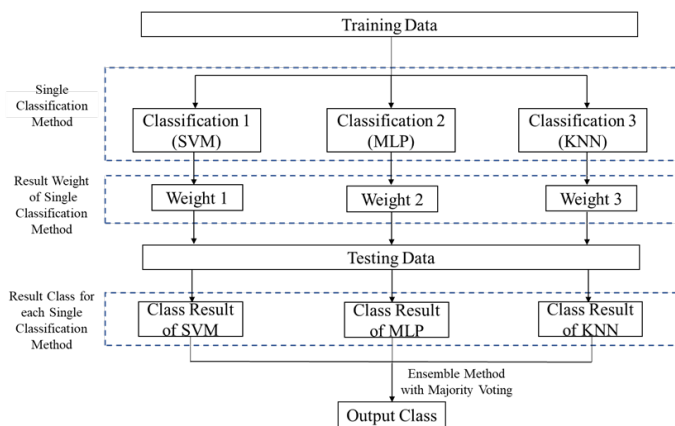 Training Data
Single
Classification
Method
Classification 1
(SVM)
Classification 2
(MLP)
Classification 3
(KNN)
Result Weight
of Single
Classification
Method
Weight 1
Weight 2
Weight 3
Testing Data
Result Class for
each Single
Classification
Method
Class Result
of SVM
Class Result
of MLP
Class Result
of KNN
Ensemble Method
with Majority Voting
Output Class